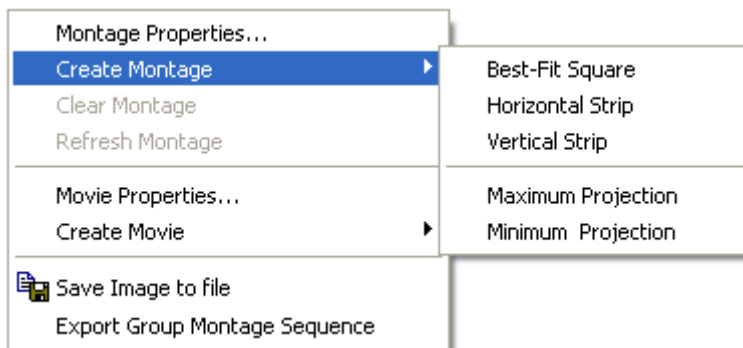 Montage Properties...
Create Montage
Clear Montage
Refresh Montage
Movie Properties...
Create Movie
Save Image to file
Export Group Montage Sequence
Best-Fit Square
Horizontal Strip
Vertical Strip
Maximum Projection
Minimum Projection